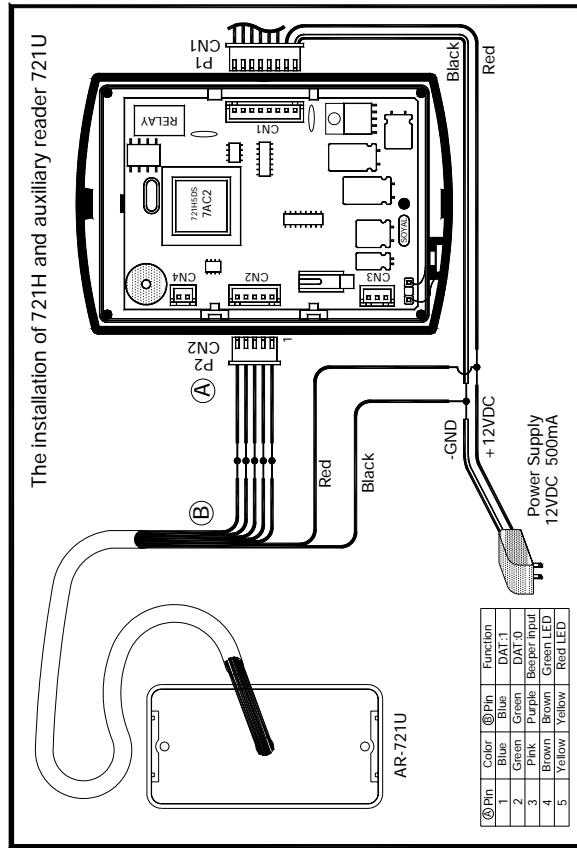 The installation of 721H and auxiliary reader 721U
P1
CN1
Black
Red
RELAY
CN1
721H5DS
7AC2
SOYAL
CN4
CN2
CN3
P2
CN2
1
A
B
Red
Black
-GND
+12VDC
Power Supply
12VDC 500mA
AR-721U
A Pin Color B Pin Function
1 Blue Blue DAT:1
2 Green Green DAT:0
3 Pink Purple Beeper input
4 Brown Brown Green LED
5 Yellow Yellow Red LED